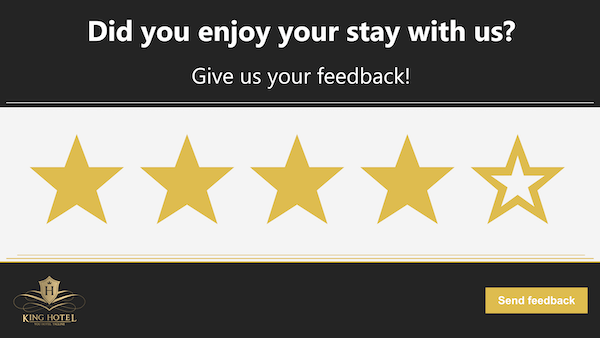 Did you enjoy your stay with us?
Give us your feedback!
H
KING HOTEL
Send feedback